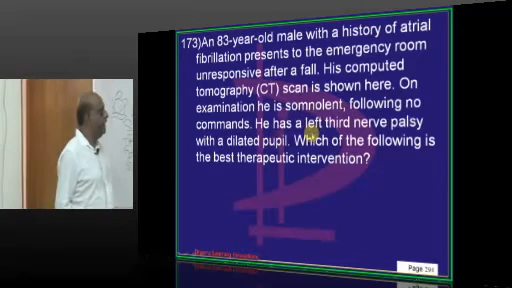 173)An 83-year-old male with a history of atrial
fibrillation presents to the emergency room
unresponsive after a fall. His computed
tomography (CT) scan is shown here. On
examination he is somnolent, following no
commands. He has a left third nerve palsy
with a dilated pupil. Which of the following is
the best therapeutic intervention?
Page 294